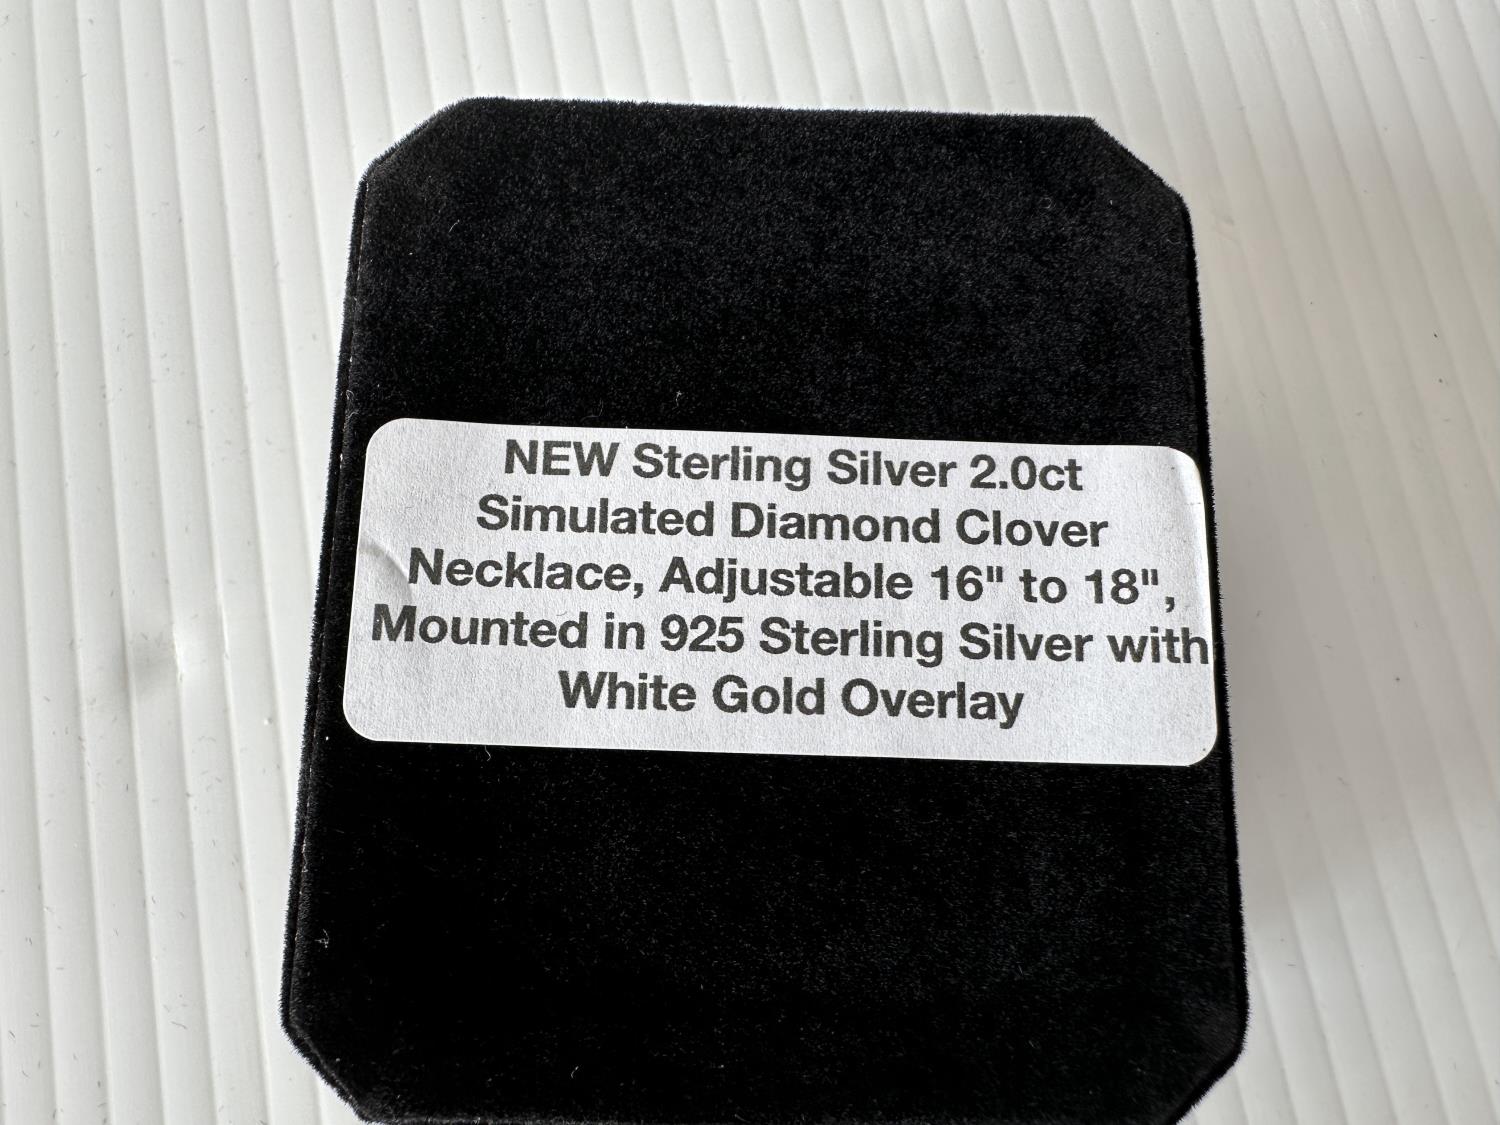 NEW Sterling Silver 2.0ct
Simulated Diamond Clover
Necklace, Adjustable 16" to 18",
Mounted in 925 Sterling Silver with
White Gold Overlay